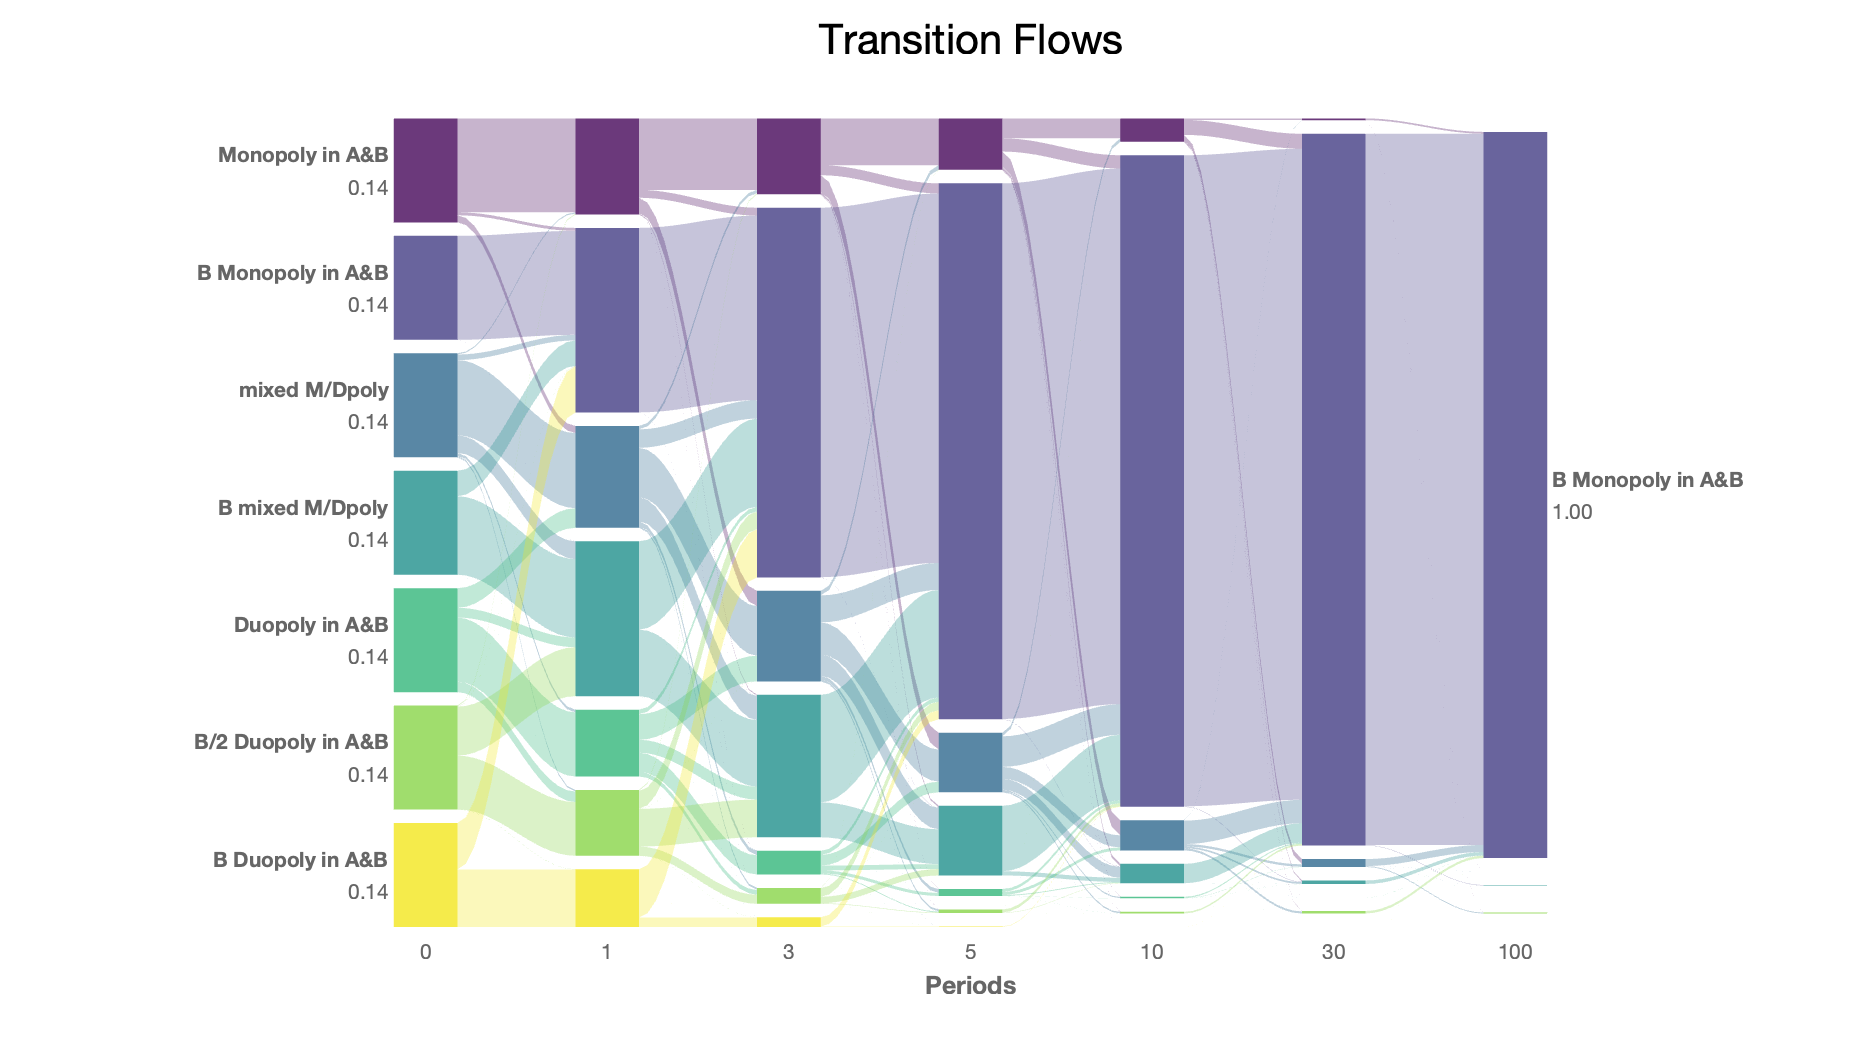 Transition Flows
Monopoly in A&B
0.14
B Monopoly in A&B
0.14
mixed M/Dpoly
0.14
B mixed M/Dpoly
0.14
Duopoly in A&B
0.14
B/2 Duopoly in A&B
0.14
B Duopoly in A&B
0.14
B Monopoly in A&B
1.00
0 1 3 5 10 30 100
Periods